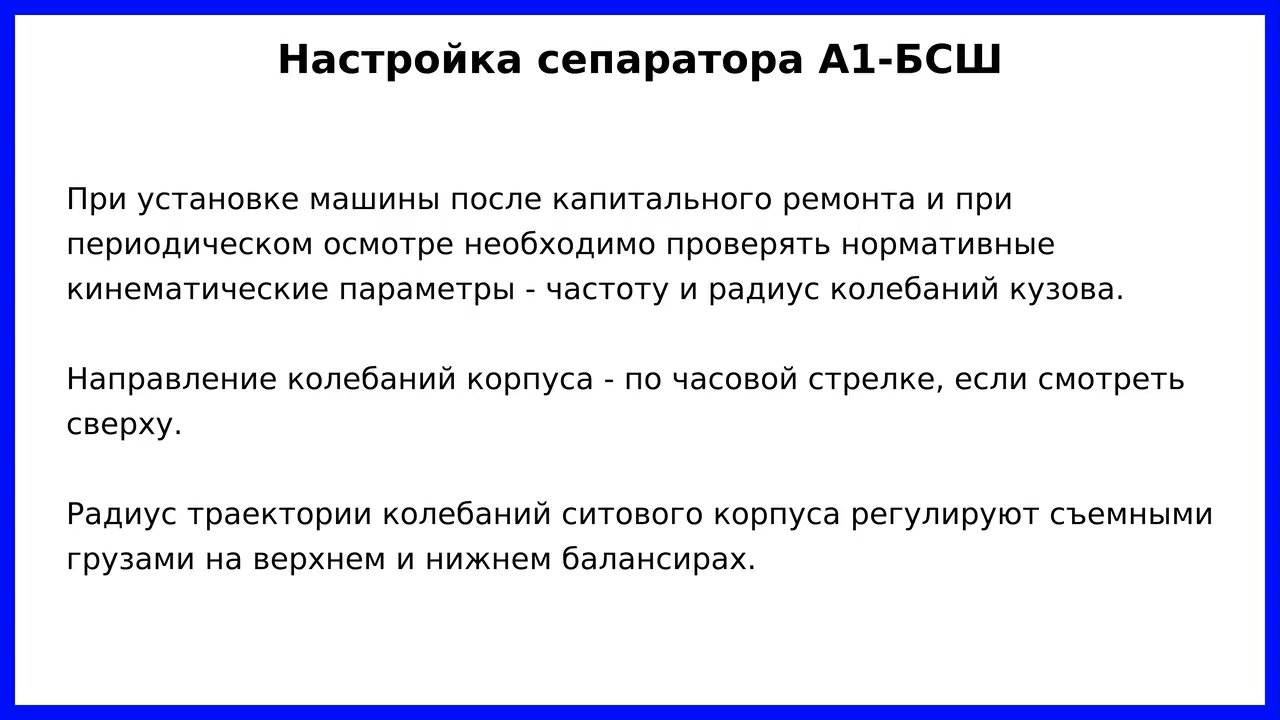 Настройка сепаратора А1-БСШ
При установке машины после капитального ремонта и при
периодическом осмотре необходимо проверять нормативные
кинематические параметры - частоту и радиус колебаний кузова.
Направление колебаний корпуса - по часовой стрелке, если смотреть
сверху.
Радиус траектории колебаний ситового корпуса регулируют съемными
грузами на верхнем и нижнем балансирах.